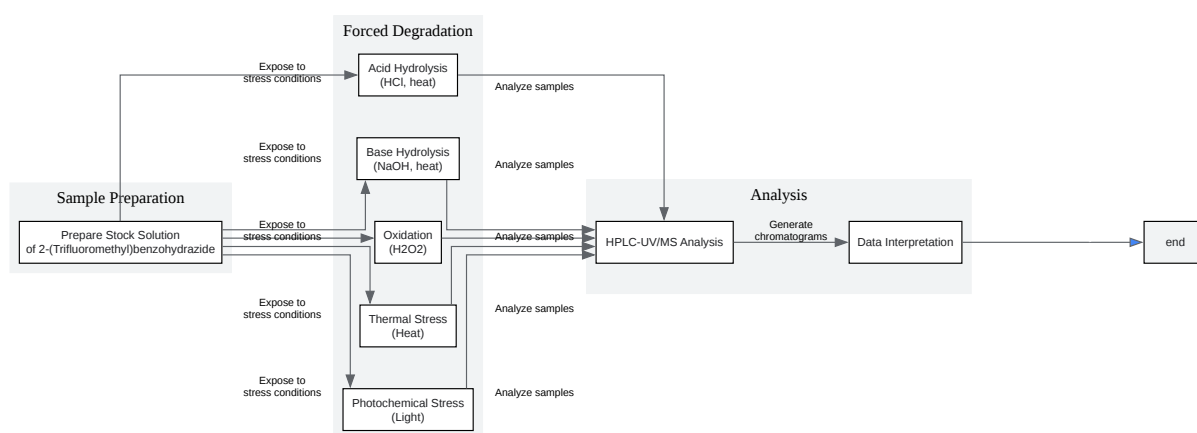 Forced Degradation
Expose to
stress conditions
Acid Hydrolysis
(HCl, heat)
Analyze samples
Expose to
stress conditions
Base Hydrolysis
(NaOH, heat)
Analyze samples
Sample Preparation
Analysis
Prepare Stock Solution
of 2-(Trifluoromethyl)benzohydrazide
Expose to
stress conditions
Oxidation
(H2O2)
Analyze samples
HPLC-UV/MS Analysis
Generate
chromatograms
Data Interpretation
end
Expose to
stress conditions
Thermal Stress
(Heat)
Analyze samples
Expose to
stress conditions
Photochemical Stress
(Light)
Analyze samples